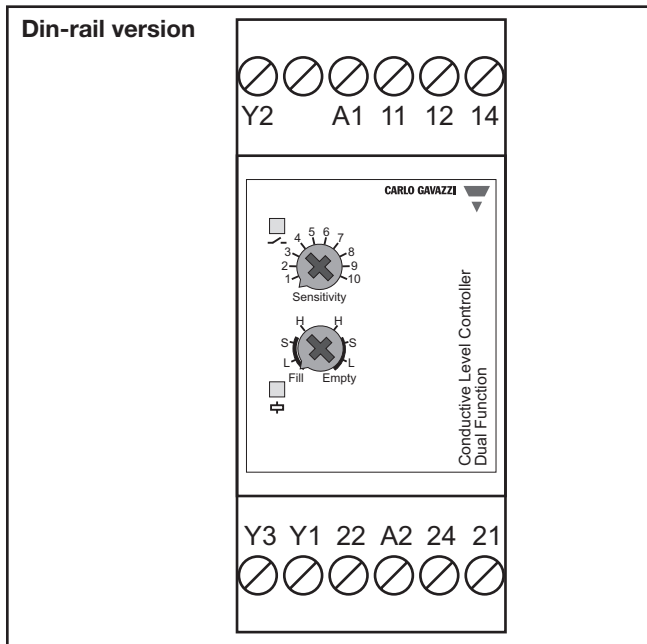 Din-rail version
Y2 A1 11 12 14
CARLO GAVAZZI
1 2 3 4 5 6 7 8 9 10
Sensitivity
H H
S S
L L
Fill Empty
Conductive Level Controller
Dual Function
Y3 Y1 22 A2 24 21